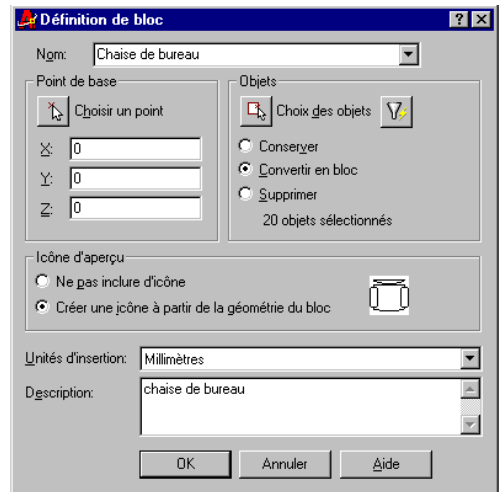 Définition de bloc
Nom: Chaise de bureau
Point de base
Choisir un point
X: 0
Y: 0
Z: 0
Objets
Choix des objets
Conserver
Convertir en bloc
Supprimer
20 objets sélectionnés
Icône d'aperçu
Ne pas inclure d'icône
Créer une icône à partir de la géométrie du bloc
Unités d'insertion: Millimètres
Description: chaise de bureau
OK Annuler Aide